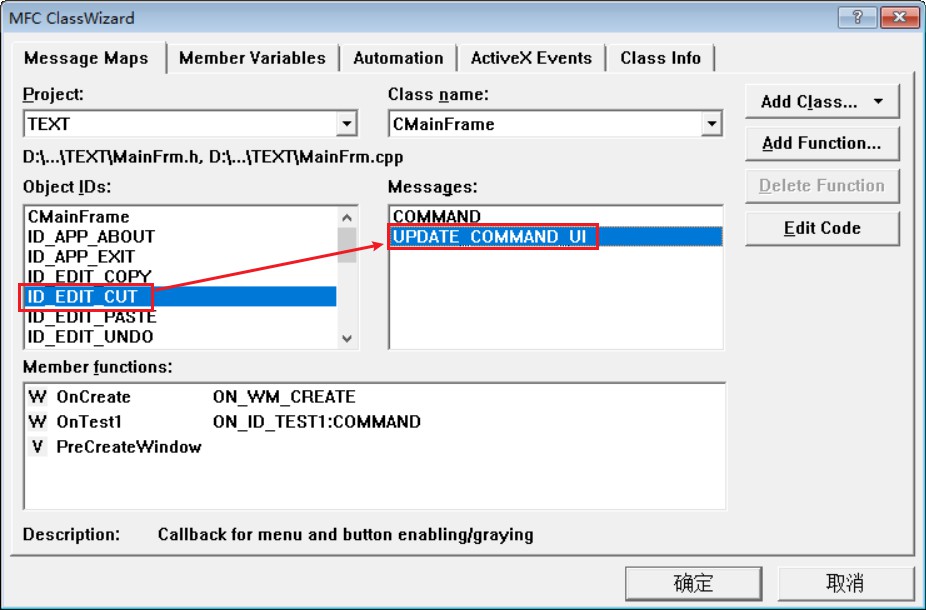 MFC ClassWizard
Message Maps Member Variables Automation ActiveX Events Class Info
Project: Class name:
TEXT CMainFrame
Add Class...
D:\...\TEXT\MainFrm.h, D:\...\TEXT\MainFrm.cpp
Add Function...
Object IDs: Messages:
Delete Function
CMainFrame COMMAND
ID_APP_ABOUT UPDATE_COMMAND_UI
Edit Code
ID_APP_EXIT
ID_EDIT_COPY
ID_EDIT_CUT
ID_EDIT_PASTE
ID_EDIT_UNDO
Member functions:
W OnCreate ON_WM_CREATE
W OnTest1 ON_ID_TEST1:COMMAND
V PreCreateWindow
Description: Callback for menu and button enabling/graying
确定 取消